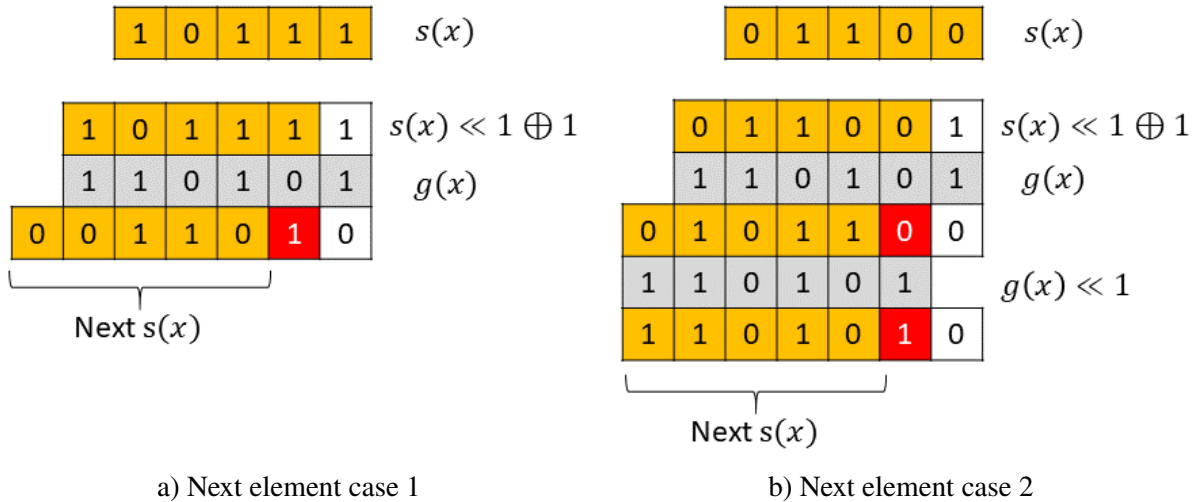 1 0 1 1 1 s(x)
1 0 1 1 1 1 s(x) ≪ 1 ⊕ 1
1 1 0 1 0 1 g(x)
0 0 1 1 0 1 0
Next s(x)
a) Next element case 1
0 1 1 0 0 s(x)
0 1 1 0 0 1 s(x) ≪ 1 ⊕ 1
1 1 0 1 0 1 g(x)
0 1 0 1 1 0 0
1 1 0 1 0 1 g(x) ≪ 1
1 1 0 1 0 1 0
Next s(x)
b) Next element case 2